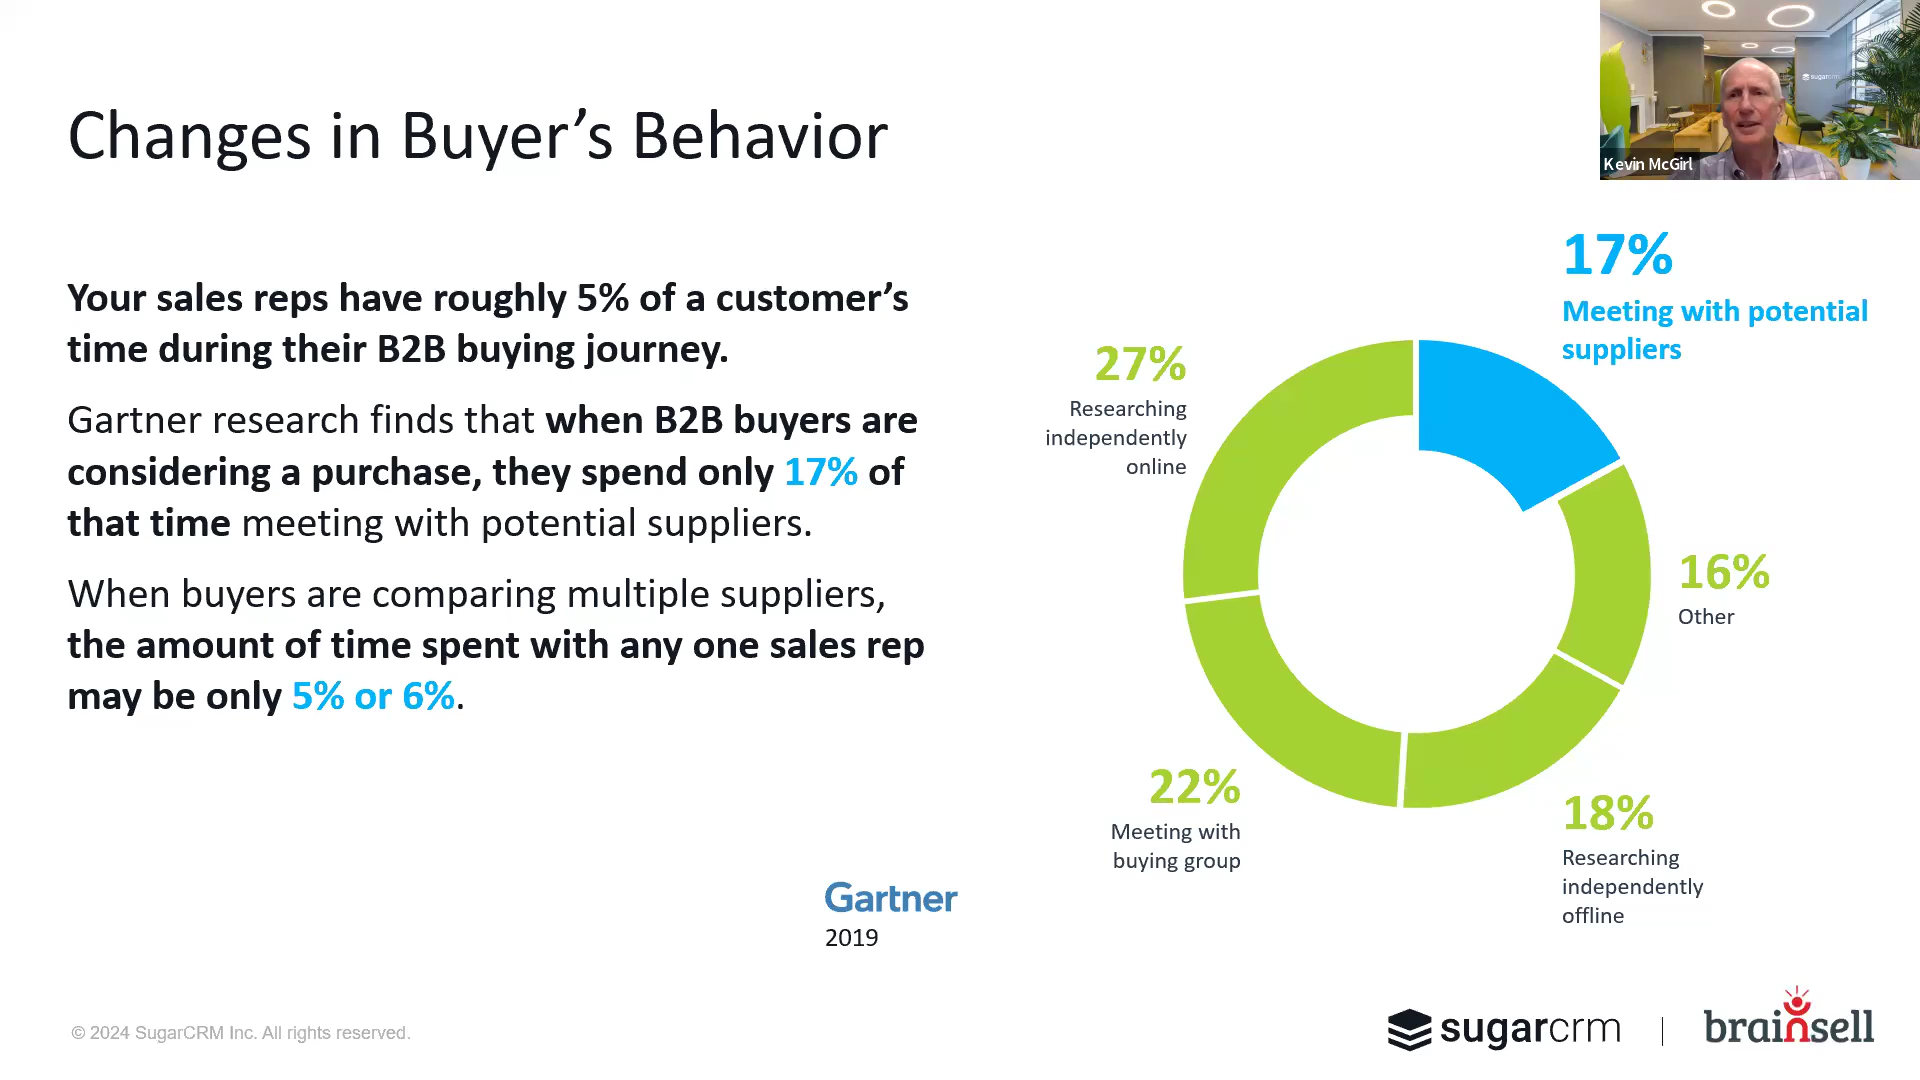 Changes in Buyer’s Behavior
sugarcrm
Kevin McGirl
Your sales reps have roughly 5% of a customer’s
time during their B2B buying journey.
Gartner research finds that when B2B buyers are
considering a purchase, they spend only 17% of
that time meeting with potential suppliers.
When buyers are comparing multiple suppliers,
the amount of time spent with any one sales rep
may be only 5% or 6%.
17%
Meeting with potential
suppliers
27%
Researching
independently
online
16%
Other
22%
Meeting with
buying group
18%
Researching
independently
offline
Gartner
2019
© 2024 SugarCRM Inc. All rights reserved.
sugarcrm
brainsell